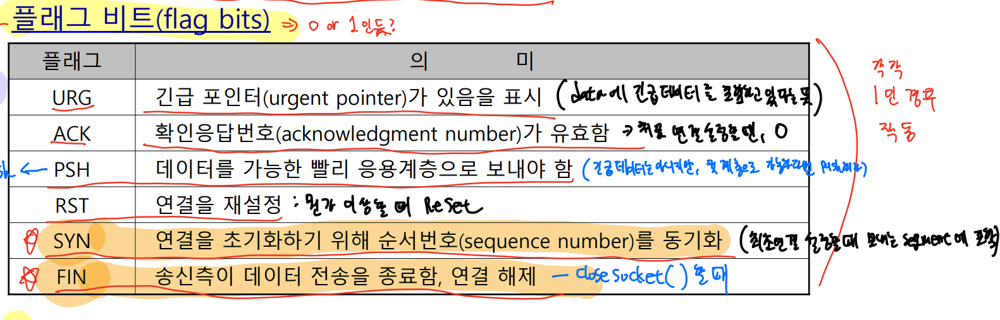 플래그 비트(flag bits) ⇒ 0 or 1 인듯?
플래그 의 미
URG 긴급 포인터(urgent pointer)가 있음을 표시 (data에 긴급데이터를 포함하고 있다는 뜻)
ACK 확인응답번호(acknowledgment number)가 유효함 → 처음 연결설정할땐, 0
← PSH 데이터를 가능한 빨리 응용계층으로 보내야 함 (긴급데이터는 아니지만, 윗계층으로 가능하다면 push해라)
RST 연결을 재설정 : 뭔가 이상할 때 Reset
SYN 연결을 초기화하기 위해 순서번호(sequence number)를 동기화 (최초연결 설정할때 보내는 segment에 포함)
FIN 송신측이 데이터 전송을 종료함, 연결 해제 - closesocket() 할 때
각각
1인 경우
작동